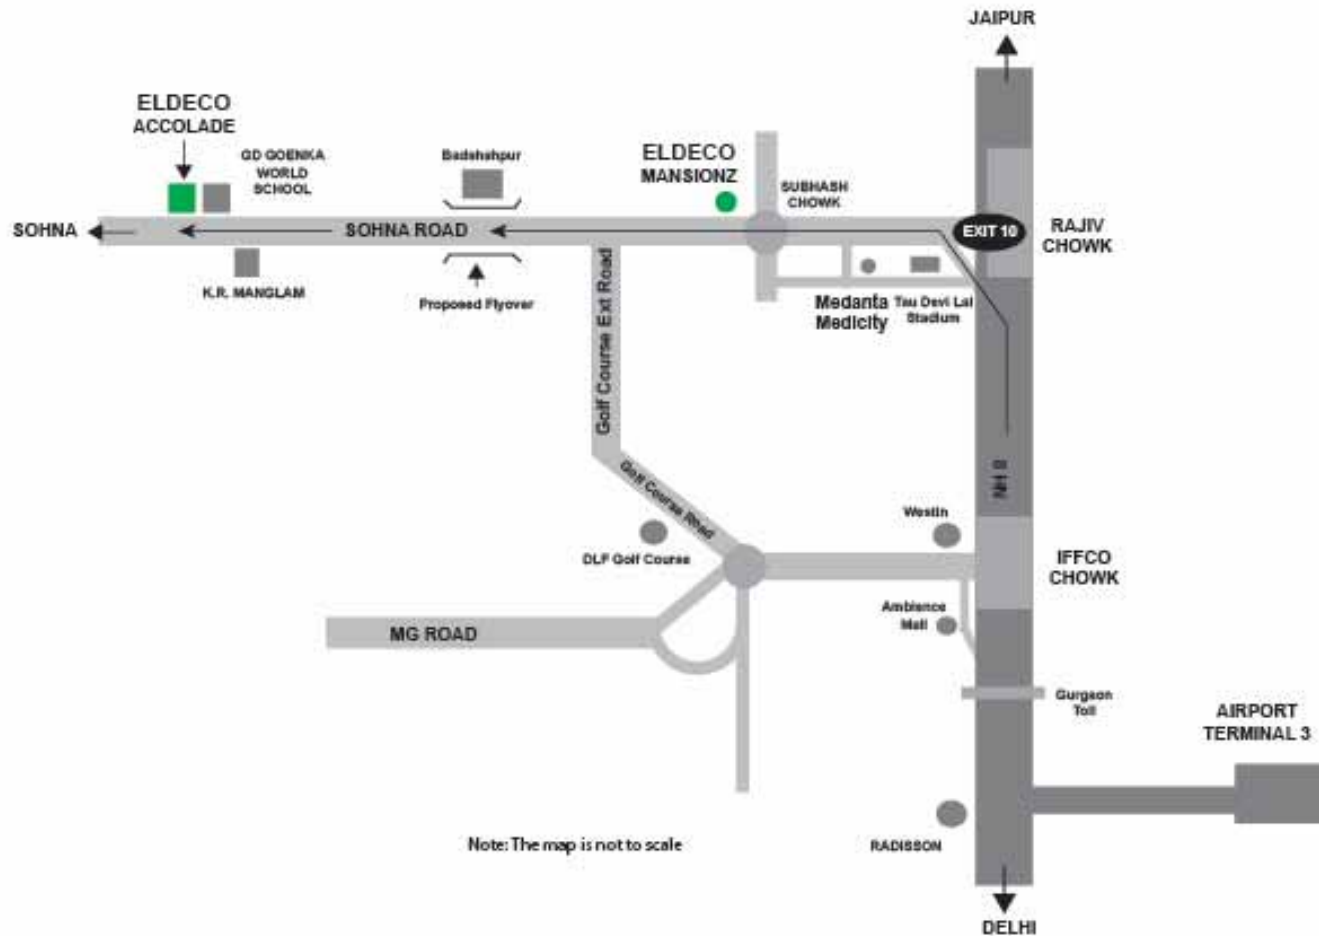 JAIPUR
ELDECO
ACCOLADE
GD GOENKA
WORLD
SCHOOL
Badshahpur
ELDECO
MANSIONZ
SUBHASH
CHOWK
SOHNA
SOHNA ROAD
EXIT 10
RAJIV
CHOWK
K.R. MANGLAM
Proposed Flyover
Golf Course Ext Road
Medanta
Medicity
Tau Devi Lal
Stadium
Golf Course Road
NH 8
Westin
DLF Golf Course
IFFCO
CHOWK
Ambience
Mall
MG ROAD
Gurgaon
Toll
AIRPORT
TERMINAL 3
Note: The map is not to scale
RADISSON
DELHI